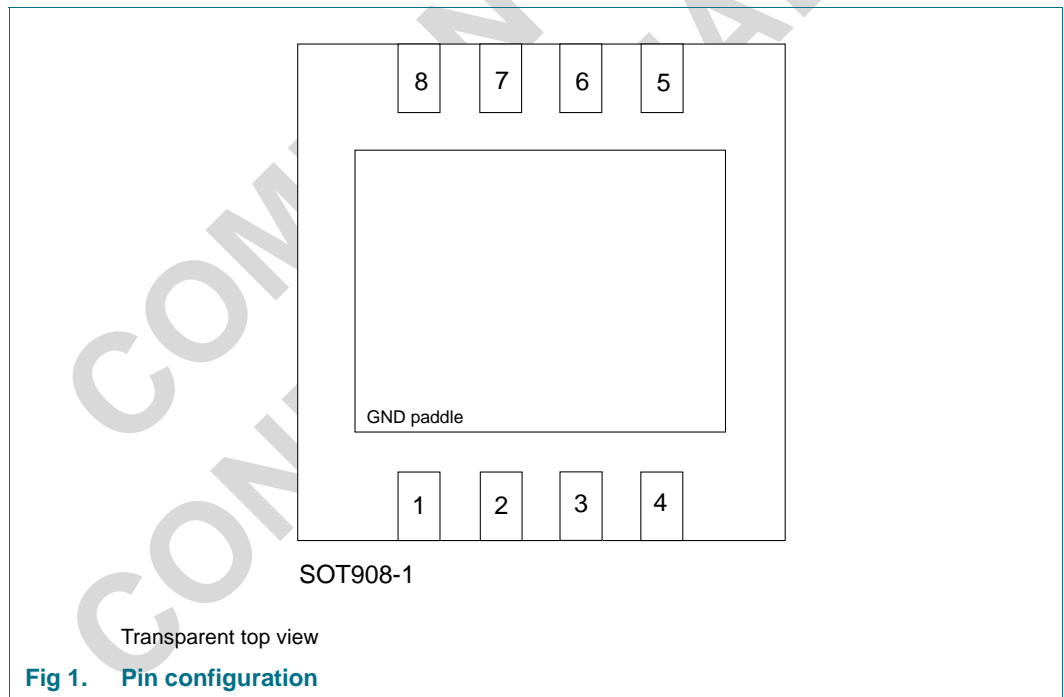 8 7 6 5
GND paddle
1 2 3 4
SOT908-1
Transparent top view
Fig 1. Pin configuration